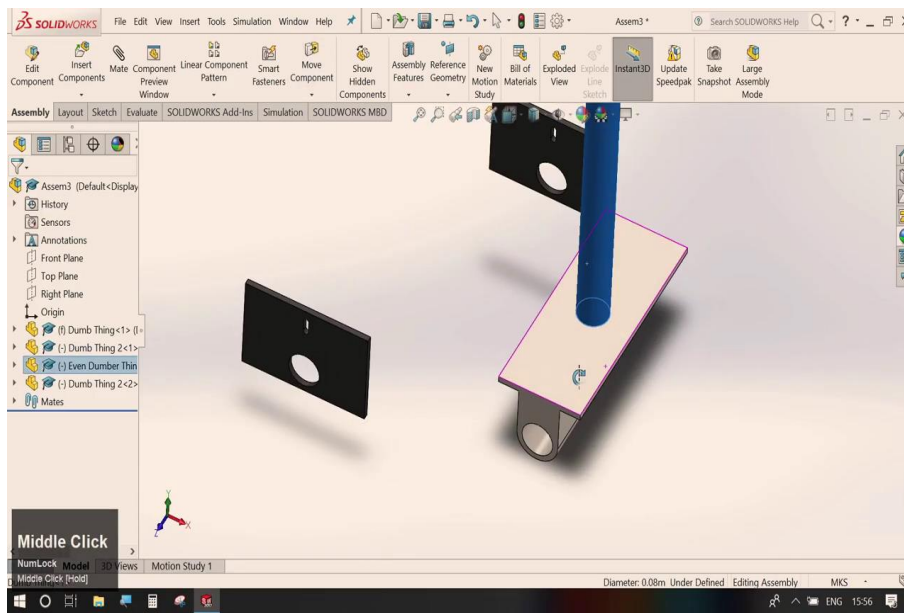 SOLIDWORKS File Edit View Insert Tools Simulation Window Help Assem3 * Search SOLIDWORKS Help
Edit Component
Insert Components
Mate
Component Preview Window
Linear Component Pattern
Smart Fasteners
Move Component
Show Hidden Components
Assembly Features
Reference Geometry
New Motion Study
Bill of Materials
Exploded View
Explode Line Sketch
Instant3D
Update Speedpak
Take Snapshot
Large Assembly Mode
Assembly Layout Sketch Evaluate SOLIDWORKS Add-Ins Simulation SOLIDWORKS MBD
Assem3 (Default<Display
History
Sensors
Annotations
Front Plane
Top Plane
Right Plane
Origin
(f) Dumb Thing<1> (
(-) Dumb Thing 2<1>
(-) Even Dumber Thin
(-) Dumb Thing 2<2>
Mates
Y
X
Z
Middle Click
NumLock
Middle Click [Hold]
Model 3D Views Motion Study 1
Diameter: 0.08m Under Defined Editing Assembly MKS
ENG 15:56